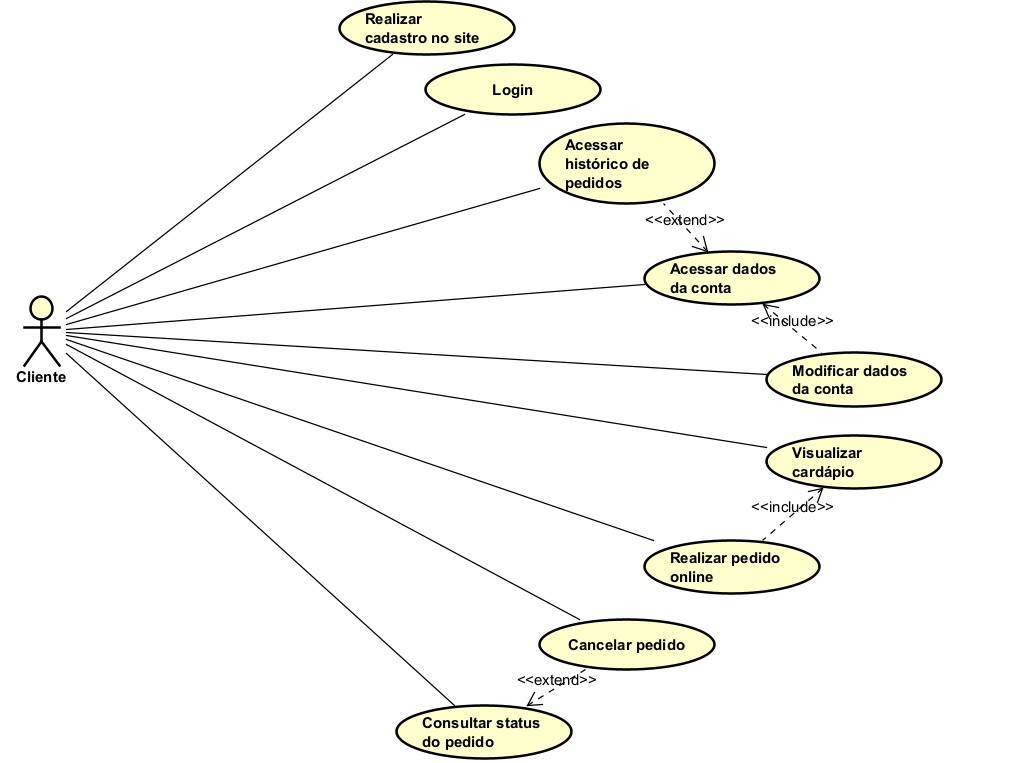 Realizar
cadastro no site
Login
Acessar
histórico de
pedidos
<<extend>>
Acessar dados
da conta
<<include>>
Cliente
Modificar dados
da conta
Visualizar
cardápio
<<include>>
Realizar pedido
online
Cancelar pedido
<<extend>>
Consultar status
do pedido